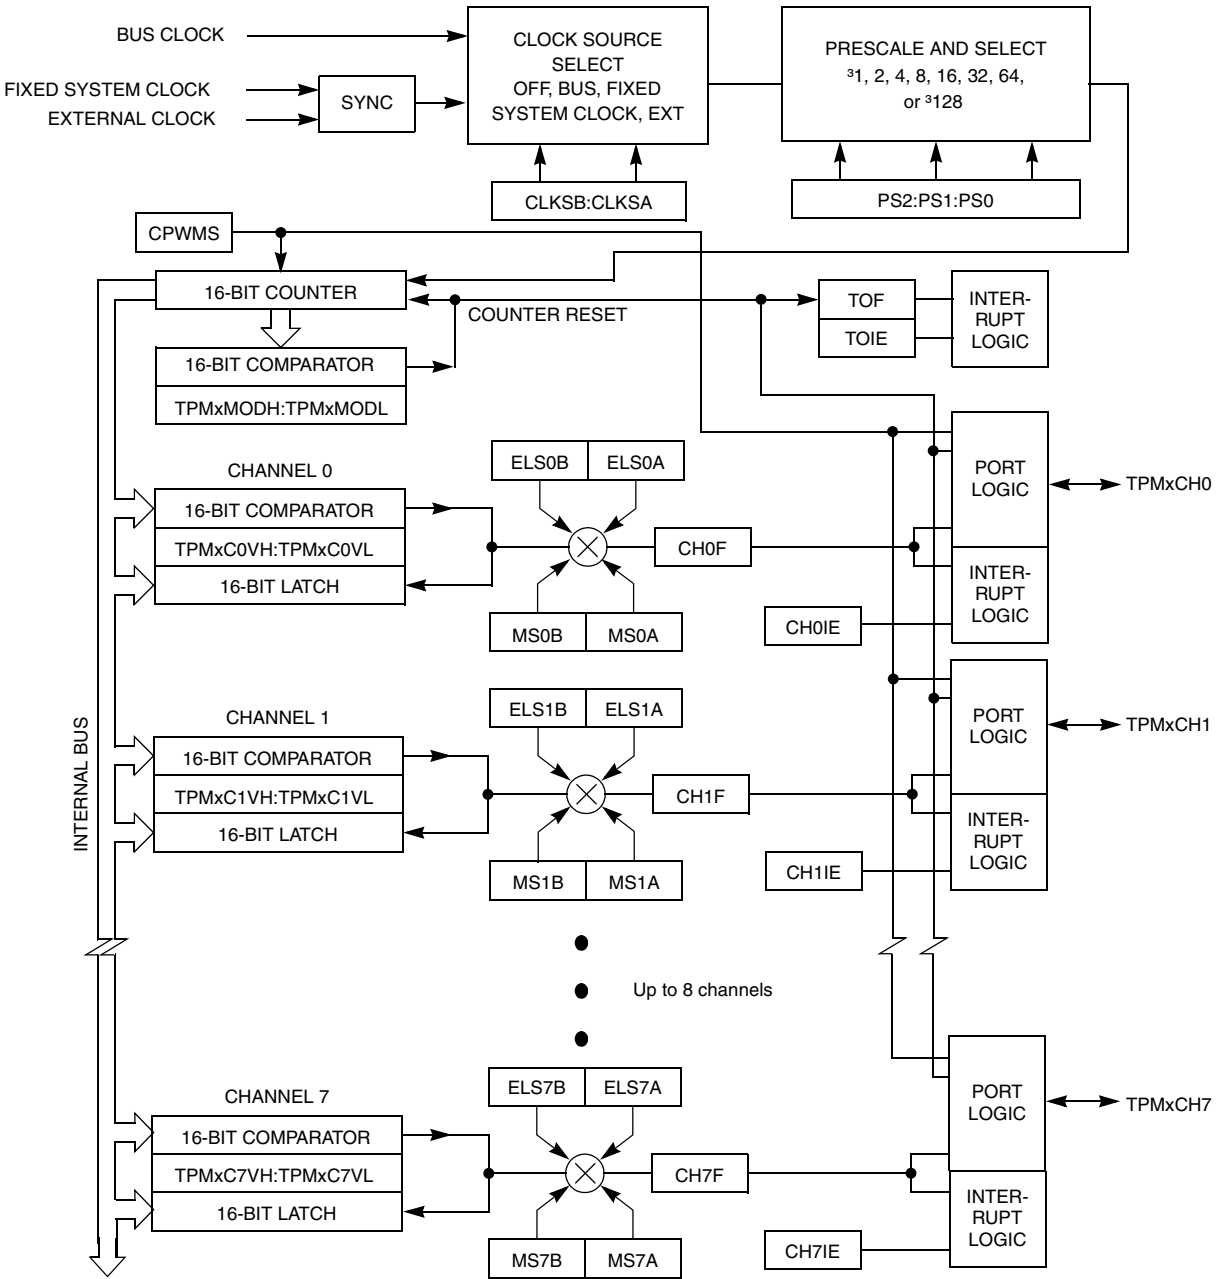 BUS CLOCK
FIXED SYSTEM CLOCK
EXTERNAL CLOCK
SYNC
CLOCK SOURCE
SELECT
OFF, BUS, FIXED
SYSTEM CLOCK, EXT
PRESCALE AND SELECT
³1, 2, 4, 8, 16, 32, 64,
or ³128
CLKSB:CLKSA
PS2:PS1:PS0
CPWMS
16-BIT COUNTER
COUNTER RESET
TOF
TOIE
INTER-
RUPT
LOGIC
16-BIT COMPARATOR
TPMxMODH:TPMxMODL
CHANNEL 0
16-BIT COMPARATOR
TPMxC0VH:TPMxC0VL
16-BIT LATCH
ELS0B
ELS0A
MS0B
MS0A
CH0F
CH0IE
PORT
LOGIC
INTER-
RUPT
LOGIC
TPMxCH0
INTERNAL BUS
CHANNEL 1
16-BIT COMPARATOR
TPMxC1VH:TPMxC1VL
16-BIT LATCH
ELS1B
ELS1A
MS1B
MS1A
CH1F
CH1IE
PORT
LOGIC
INTER-
RUPT
LOGIC
TPMxCH1
Up to 8 channels
CHANNEL 7
16-BIT COMPARATOR
TPMxC7VH:TPMxC7VL
16-BIT LATCH
ELS7B
ELS7A
MS7B
MS7A
CH7F
CH7IE
PORT
LOGIC
INTER-
RUPT
LOGIC
TPMxCH7